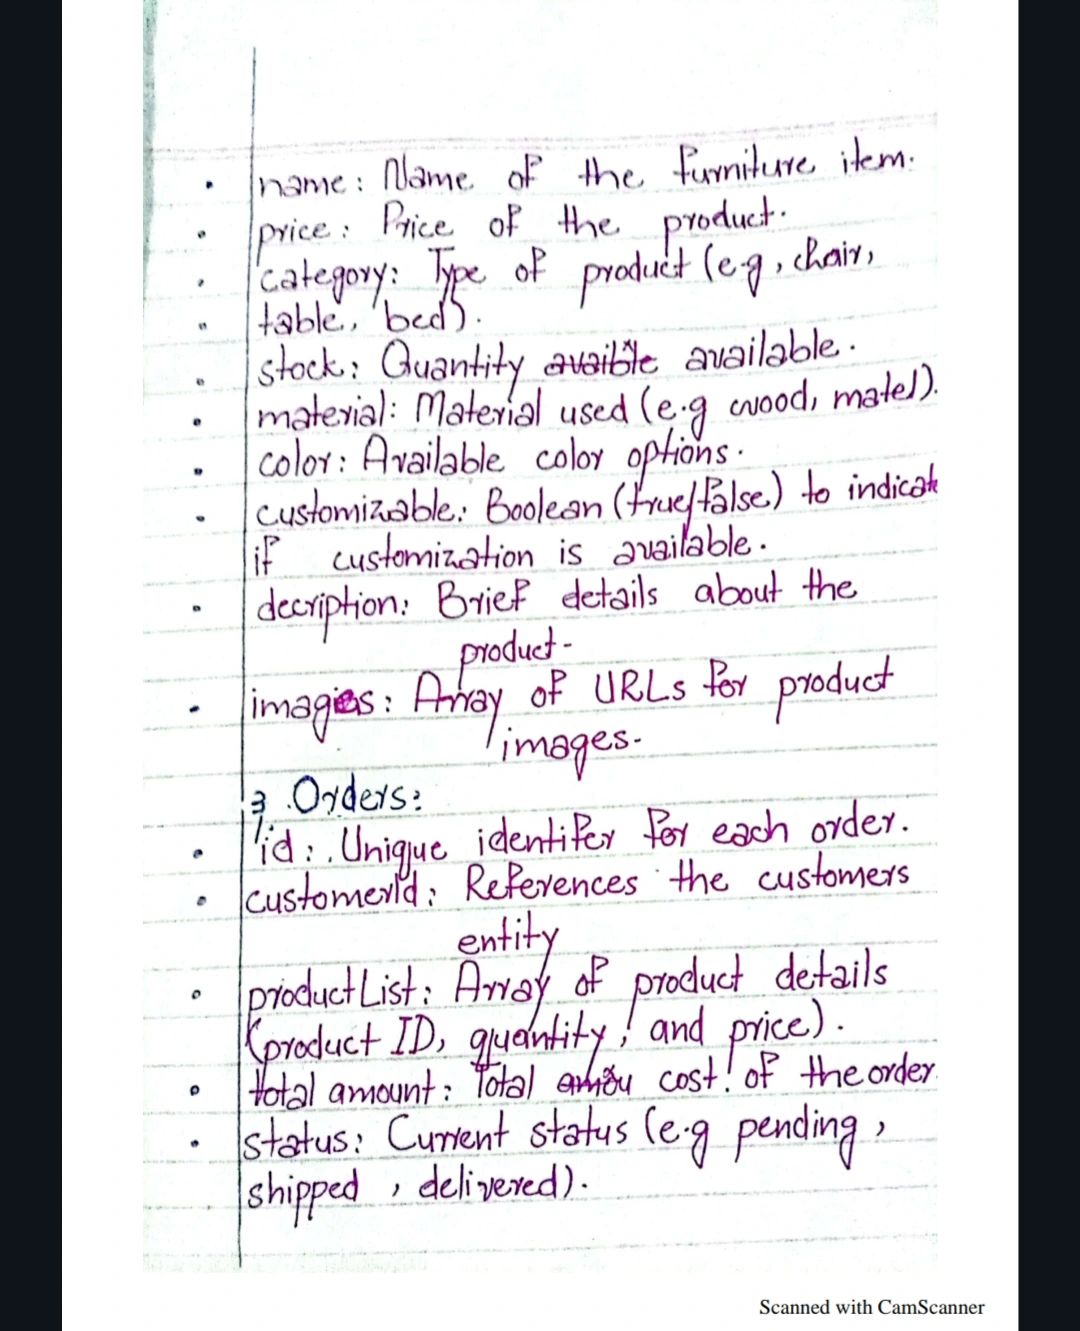 • name: Name of the furniture item.
• price: Price of the product.
• category: Type of product (e.g, chair,
• table, bed).
• stock: Quantity available.
• material: Material used (e.g wood, matel).
• color: Available color options.
• customizable: Boolean (true/false) to indicate
if customization is available.
• decription: Brief details about the
product.
• images: Array of URLs for product
images.
3. Orders:
• id: Unique identifer for each order.
• customerId: References the customers
entity
• productList: Array of product details
(product ID, quantity, and price).
• total amount: Total cost of the order.
• status: Current status (e.g pending,
shipped, delivered).
Scanned with CamScanner